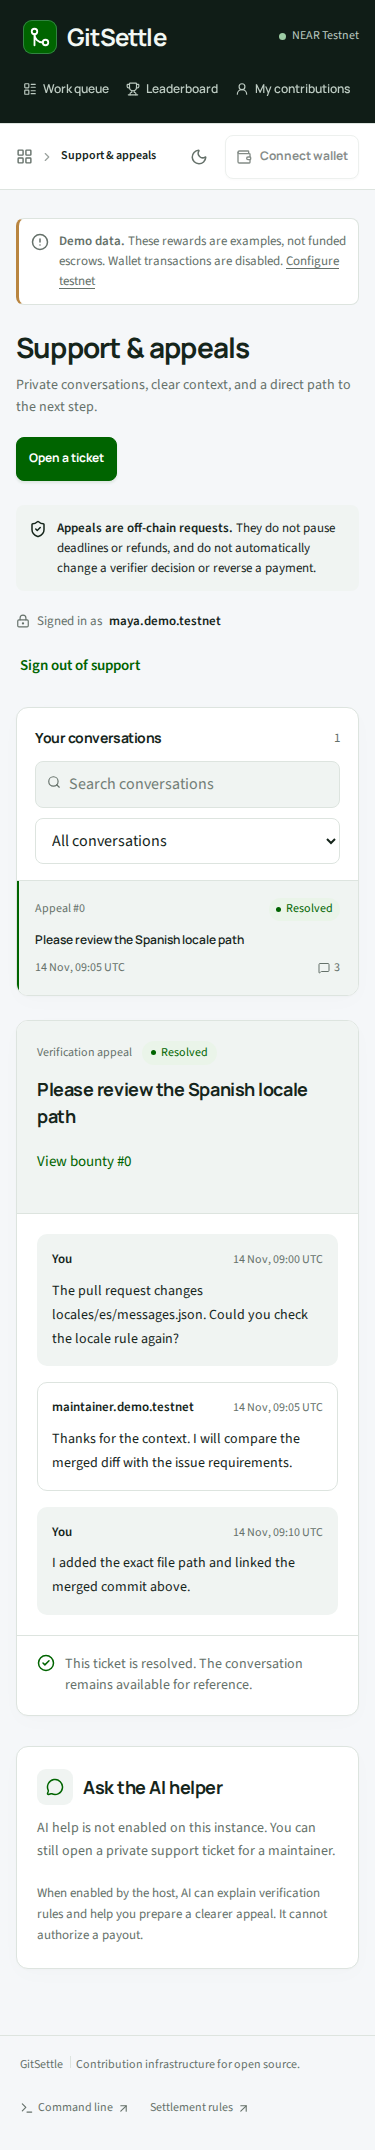 GitSettle
NEAR Testnet
Work queue
Leaderboard
My contributions
Support & appeals
Connect wallet
Demo data. These rewards are examples, not funded
escrows. Wallet transactions are disabled. Configure
testnet
Support & appeals
Private conversations, clear context, and a direct path to
the next step.
Open a ticket
Appeals are off-chain requests. They do not pause
deadlines or refunds, and do not automatically
change a verifier decision or reverse a payment.
Signed in as maya.demo.testnet
Sign out of support
Your conversations
1
Search conversations
All conversations
Appeal #0
Resolved
Please review the Spanish locale path
14 Nov, 09:05 UTC
3
Verification appeal
Resolved
Please review the Spanish locale
path
View bounty #0
You
14 Nov, 09:00 UTC
The pull request changes
locales/es/messages.json. Could you check
the locale rule again?
maintainer.demo.testnet
14 Nov, 09:05 UTC
Thanks for the context. I will compare the
merged diff with the issue requirements.
You
14 Nov, 09:10 UTC
I added the exact file path and linked the
merged commit above.
This ticket is resolved. The conversation
remains available for reference.
Ask the AI helper
AI help is not enabled on this instance. You can
still open a private support ticket for a maintainer.
When enabled by the host, AI can explain verification
rules and help you prepare a clearer appeal. It cannot
authorize a payout.
GitSettle
Contribution infrastructure for open source.
Command line
Settlement rules